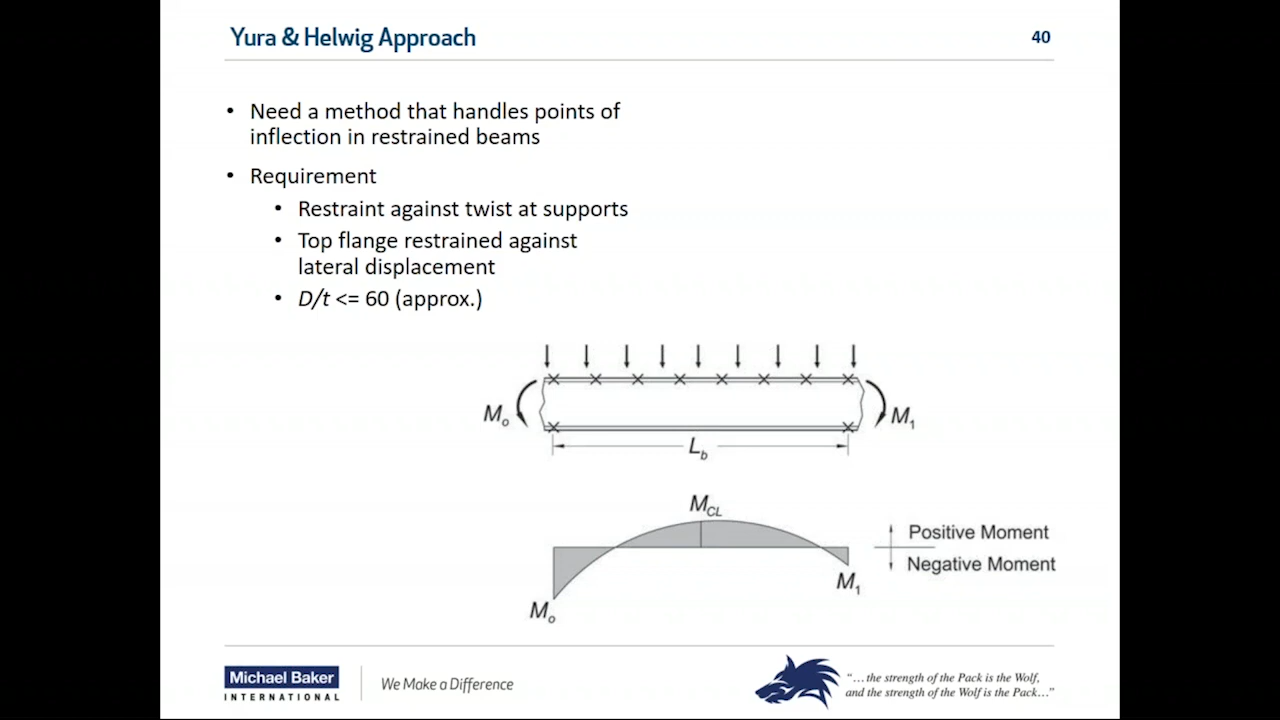 Yura & Helwig Approach
40
• Need a method that handles points of
inflection in restrained beams
• Requirement
• Restraint against twist at supports
• Top flange restrained against
lateral displacement
• D/t <= 60 (approx.)
Mo
M1
Lb
MCL
Positive Moment
Negative Moment
M1
Mo
Michael Baker
INTERNATIONAL
We Make a Difference
“…the strength of the Pack is the Wolf,
and the strength of the Wolf is the Pack…”